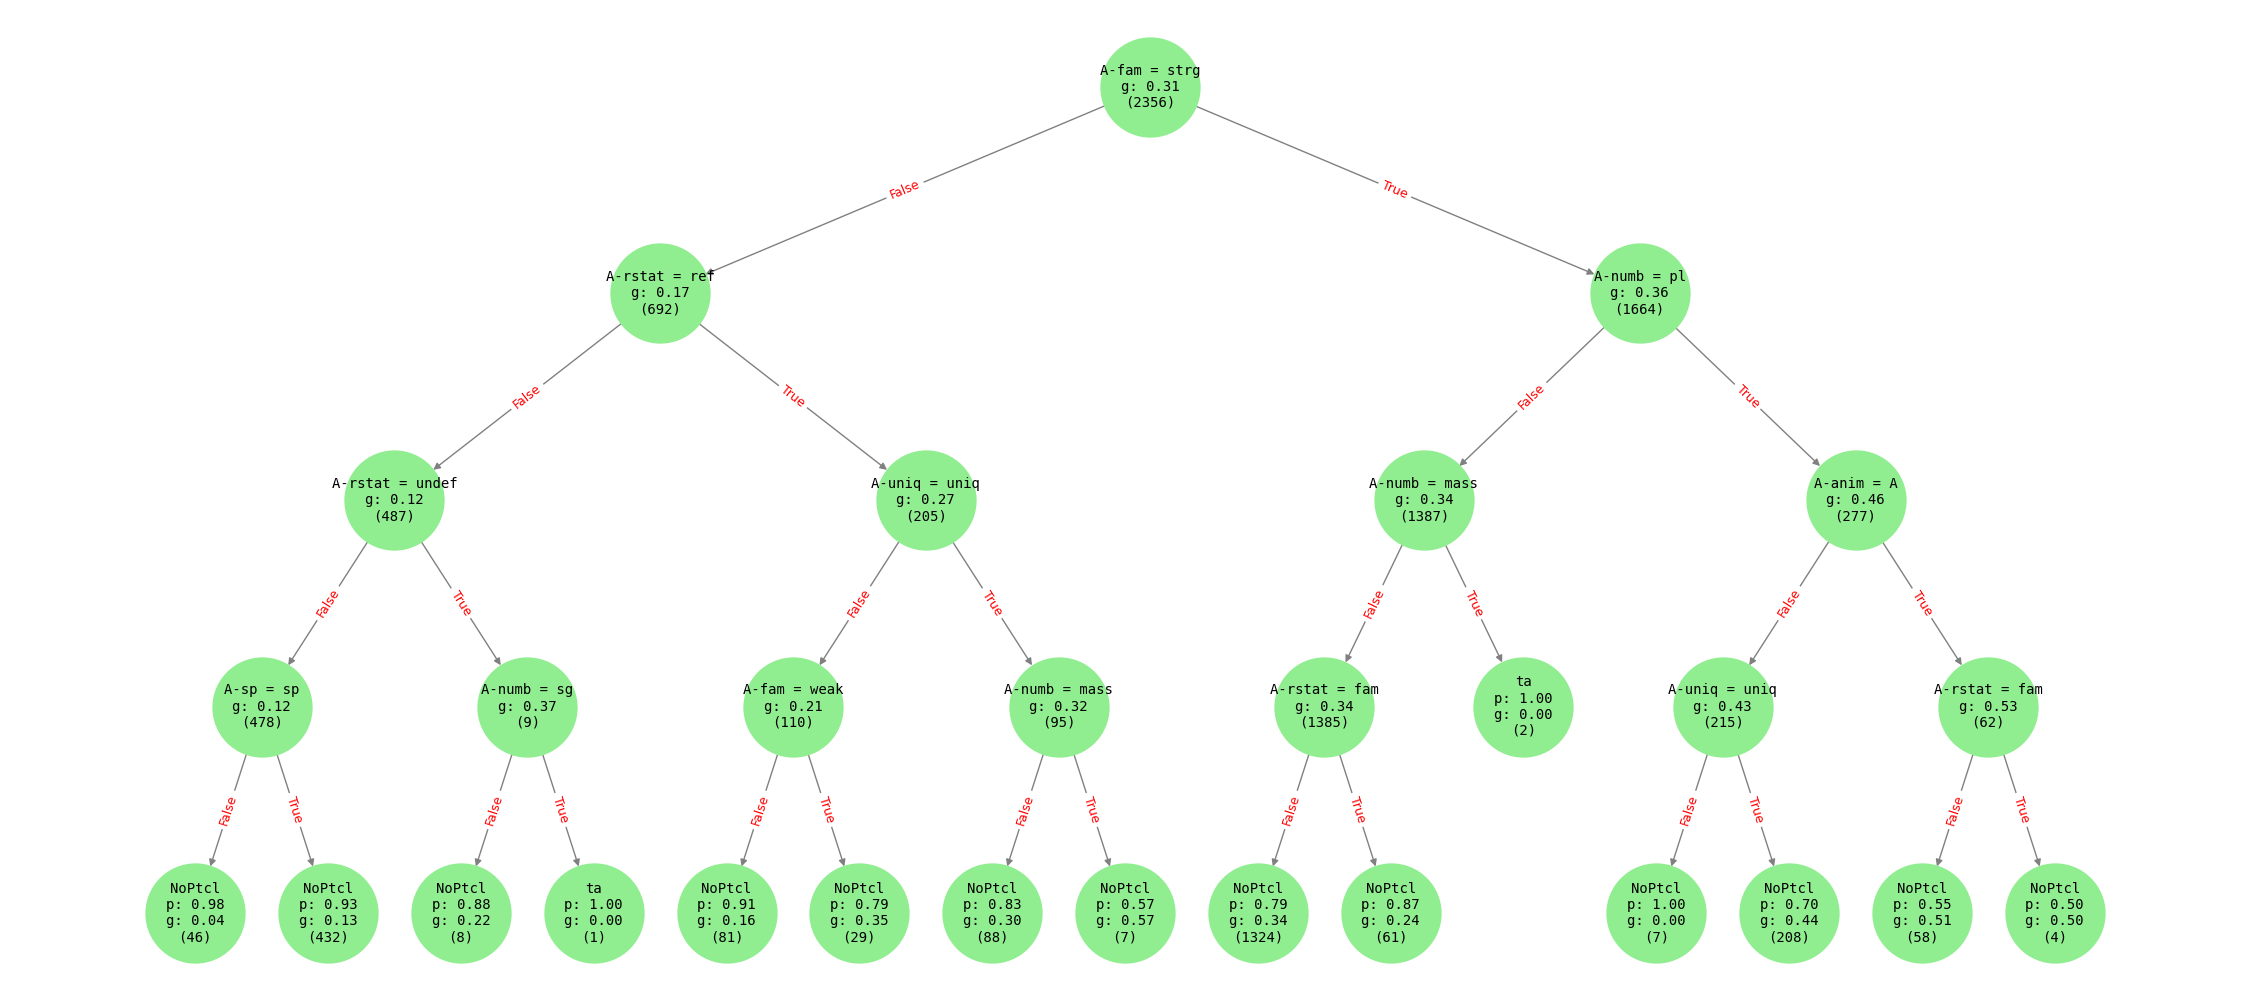 A-fam = strg
g: 0.31
(2356)
False
True
A-rstat = ref
g: 0.17
(692)
A-numb = pl
g: 0.36
(1664)
False
True
False
True
A-rstat = undef
g: 0.12
(487)
A-uniq = uniq
g: 0.27
(205)
A-numb = mass
g: 0.34
(1387)
A-anim = A
g: 0.46
(277)
False
True
False
True
False
True
False
True
A-sp = sp
g: 0.12
(478)
A-numb = sg
g: 0.37
(9)
A-fam = weak
g: 0.21
(110)
A-numb = mass
g: 0.32
(95)
A-rstat = fam
g: 0.34
(1385)
ta
p: 1.00
g: 0.00
(2)
A-uniq = uniq
g: 0.43
(215)
A-rstat = fam
g: 0.53
(62)
False
True
False
True
False
True
False
True
False
True
False
True
False
True
NoPtcl
p: 0.98
g: 0.04
(46)
NoPtcl
p: 0.93
g: 0.13
(432)
NoPtcl
p: 0.88
g: 0.22
(8)
ta
p: 1.00
g: 0.00
(1)
NoPtcl
p: 0.91
g: 0.16
(81)
NoPtcl
p: 0.79
g: 0.35
(29)
NoPtcl
p: 0.83
g: 0.30
(88)
NoPtcl
p: 0.57
g: 0.57
(7)
NoPtcl
p: 0.79
g: 0.34
(1324)
NoPtcl
p: 0.87
g: 0.24
(61)
NoPtcl
p: 1.00
g: 0.00
(7)
NoPtcl
p: 0.70
g: 0.44
(208)
NoPtcl
p: 0.55
g: 0.51
(58)
NoPtcl
p: 0.50
g: 0.50
(4)